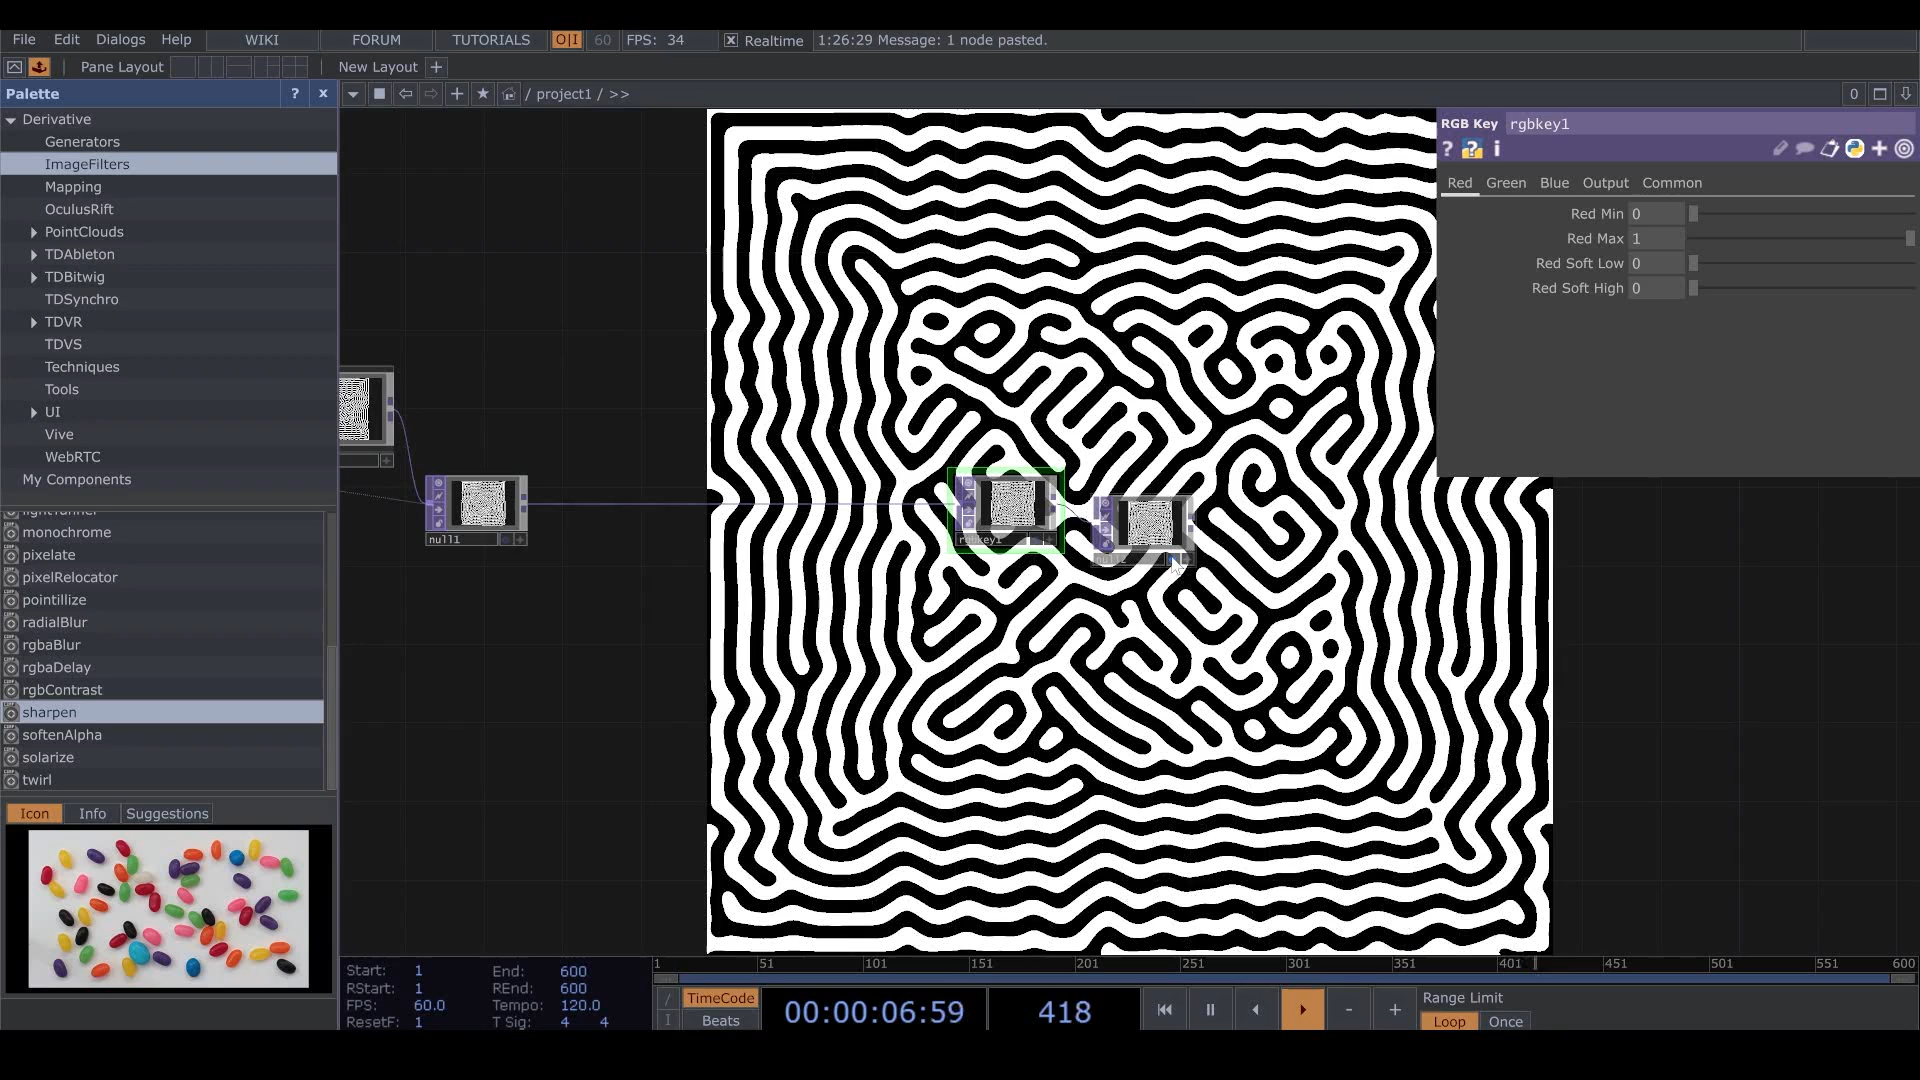 File Edit Dialogs Help WIKI FORUM TUTORIALS O|I 60 FPS: 34 Realtime 1:26:29 Message: 1 node pasted.
Pane Layout New Layout +
Palette ? x
/ project1 / >> 0
Derivative
Generators
ImageFilters
Mapping
OculusRift
PointClouds
TDAbleton
TDBitwig
TDSynchro
TDVR
TDVS
Techniques
Tools
UI
Vive
WebRTC
My Components
monochrome
pixelate
pixelRelocator
pointillize
radialBlur
rgbaBlur
rgbaDelay
rgbContrast
sharpen
softenAlpha
solarize
twirl
Icon Info Suggestions
null1
rgbkey1
RGB Key rgbkey1
? ? i
Red Green Blue Output Common
Red Min 0
Red Max 1
Red Soft Low 0
Red Soft High 0
1 51 101 151 201 251 301 351 401 451 501 551 600
Start: 1 End: 600
RStart: 1 REnd: 600
FPS: 60.0 Tempo: 120.0
ResetF: 1 T Sig: 4 4
/ TimeCode
I Beats
00:00:06:59 418
- +
Range Limit
Loop Once